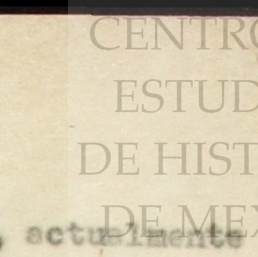 CENTRO
ESTUD
DE HIST
DE MEX
, actualmente